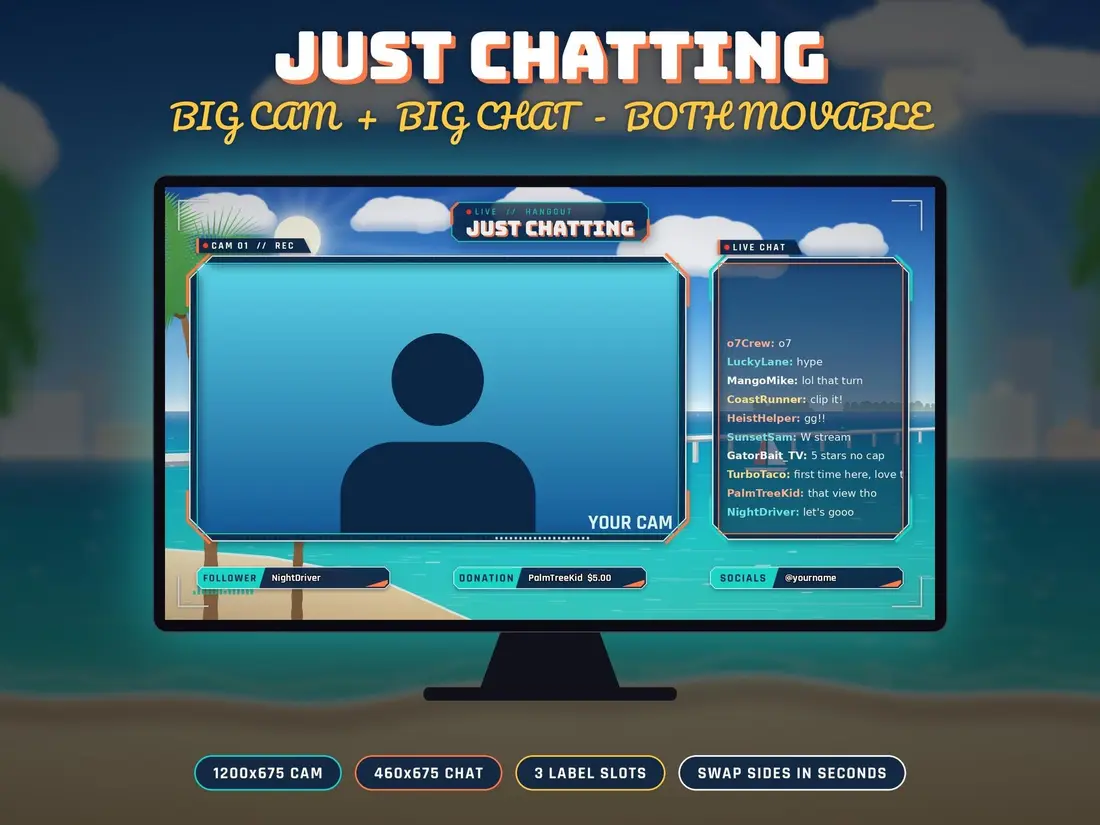 JUST CHATTING
BIG CAM + BIG CHAT - BOTH MOVABLE
LIVE // HANGOUT
JUST CHATTING
CAM 01 // REC
LIVE CHAT
o7Crew: o7
LuckyLane: hype
MangoMike: lol that turn
CoastRunner: clip it!
HeistHelper: gg!!
SunsetSam: W stream
GatorBait_TV: 5 stars no cap
TurboTaco: first time here, love t
PalmTreeKid: that view tho
NightDriver: let's gooo
YOUR CAM
FOLLOWER NightDriver
DONATION PalmTreeKid $5.00
SOCIALS @yourname
1200x675 CAM
460x675 CHAT
3 LABEL SLOTS
SWAP SIDES IN SECONDS